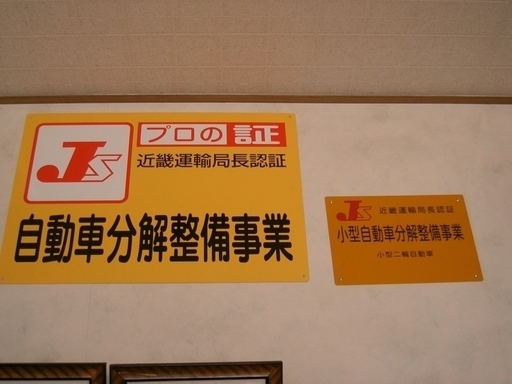 JS
プロの証
近畿運輸局長認証
自動車分解整備事業
JS
近畿運輸局長認証
小型自動車分解整備事業
小型二輪自動車